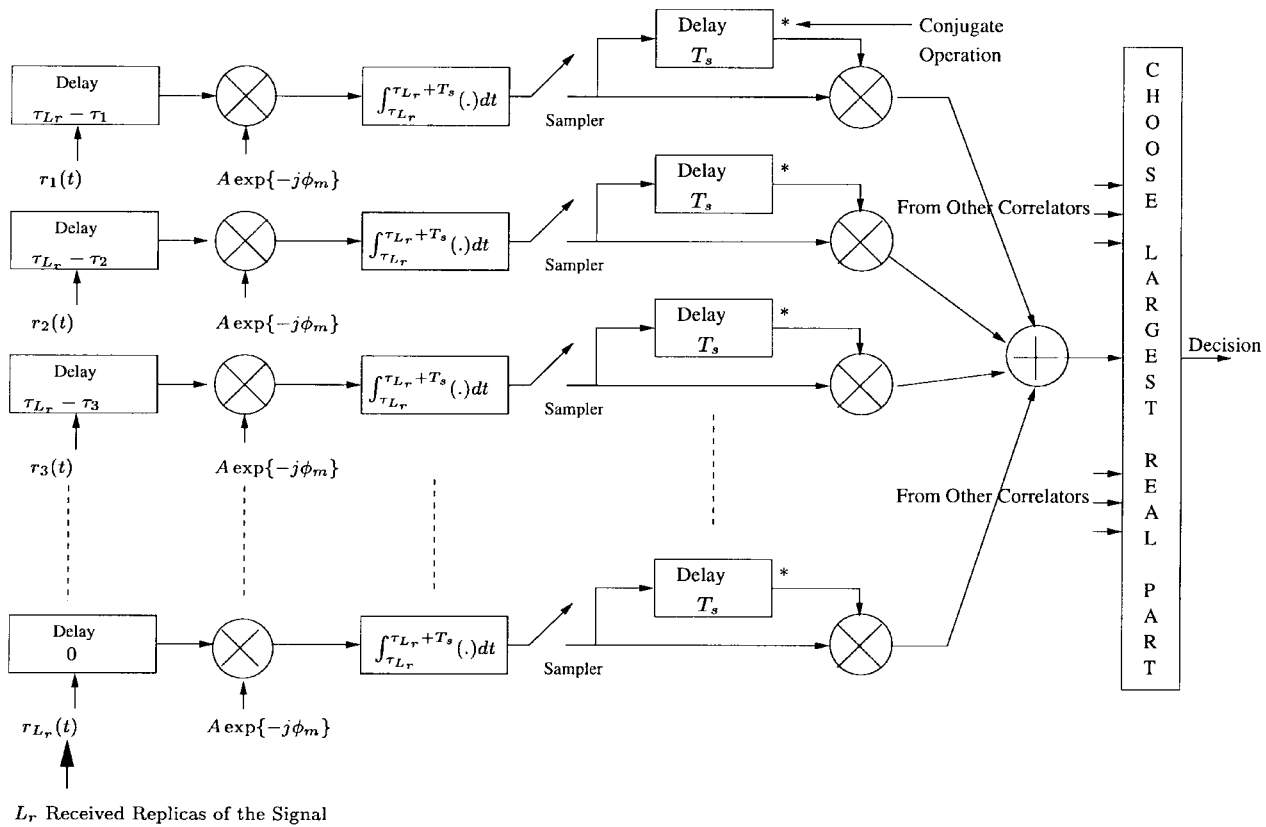 Delay
T_s
*
Conjugate
Operation
Delay
τ_{L_r} − τ_1
∫_{τ_{L_r}}^{τ_{L_r}+T_s}(.)dt
Sampler
r_1(t)
A exp{−jϕ_m}
Delay
T_s
*
From Other Correlators
Delay
τ_{L_r} − τ_2
∫_{τ_{L_r}}^{τ_{L_r}+T_s}(.)dt
Sampler
r_2(t)
A exp{−jϕ_m}
Delay
T_s
*
Delay
τ_{L_r} − τ_3
∫_{τ_{L_r}}^{τ_{L_r}+T_s}(.)dt
Sampler
r_3(t)
A exp{−jϕ_m}
From Other Correlators
Delay
T_s
*
Delay
0
∫_{τ_{L_r}}^{τ_{L_r}+T_s}(.)dt
Sampler
r_{L_r}(t)
A exp{−jϕ_m}
L_r Received Replicas of the Signal
CHOOSE LARGEST REAL PART
Decision